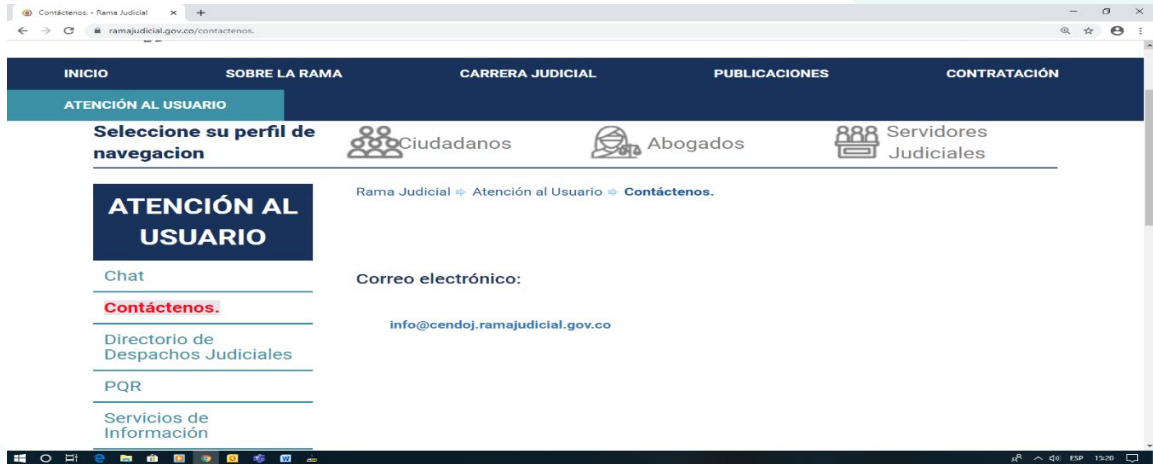 Contáctenos. - Rama Judicial
ramajudicial.gov.co/contactenos.
INICIO
SOBRE LA RAMA
CARRERA JUDICIAL
PUBLICACIONES
CONTRATACIÓN
ATENCIÓN AL USUARIO
Seleccione su perfil de
navegacion
Ciudadanos
Abogados
Servidores
Judiciales
ATENCIÓN AL
USUARIO
Chat
Contáctenos.
Directorio de
Despachos Judiciales
PQR
Servicios de
Información
Rama Judicial Atención al Usuario Contáctenos.
Correo electrónico:
info@cendoj.ramajudicial.gov.co
ESP 15:20